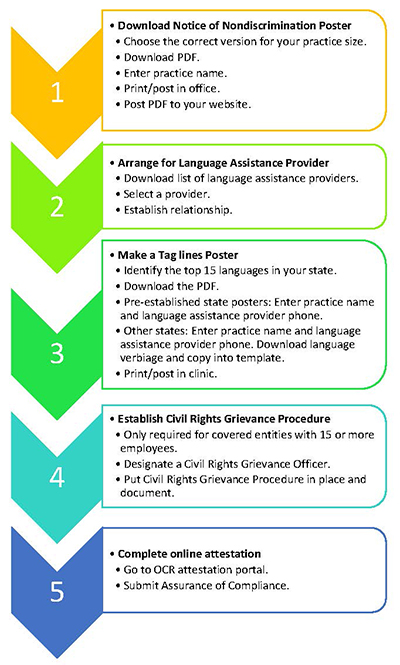 1
• Download Notice of Nondiscrimination Poster
• Choose the correct version for your practice size.
• Download PDF.
• Enter practice name.
• Print/post in office.
• Post PDF to your website.
2
• Arrange for Language Assistance Provider
• Download list of language assistance providers.
• Select a provider.
• Establish relationship.
3
• Make a Tag lines Poster
• Identify the top 15 languages in your state.
• Download the PDF.
• Pre-established state posters: Enter practice name
and language assistance provider phone.
• Other states: Enter practice name and language
assistance provider phone. Download language
verbiage and copy into template.
• Print/post in clinic.
4
• Establish Civil Rights Grievance Procedure
• Only required for covered entities with 15 or more
employees.
• Designate a Civil Rights Grievance Officer.
• Put Civil Rights Grievance Procedure in place and
document.
5
• Complete online attestation
• Go to OCR attestation portal.
• Submit Assurance of Compliance.